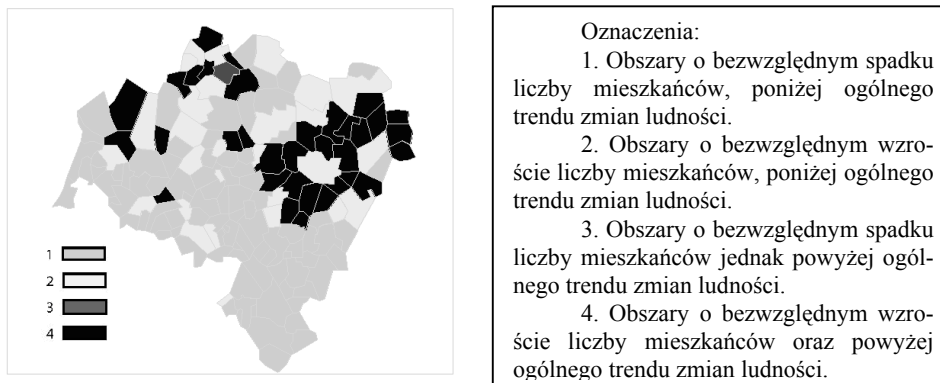 1
2
3
4
Oznaczenia:
1. Obszary o bezwzględnym spadku
liczby mieszkańców, poniżej ogólnego
trendu zmian ludności.
2. Obszary o bezwzględnym wzro-
ście liczby mieszkańców, poniżej ogólnego
trendu zmian ludności.
3. Obszary o bezwzględnym spadku
liczby mieszkańców jednak powyżej ogól-
nego trendu zmian ludności.
4. Obszary o bezwzględnym wzro-
ście liczby mieszkańców oraz powyżej
ogólnego trendu zmian ludności.